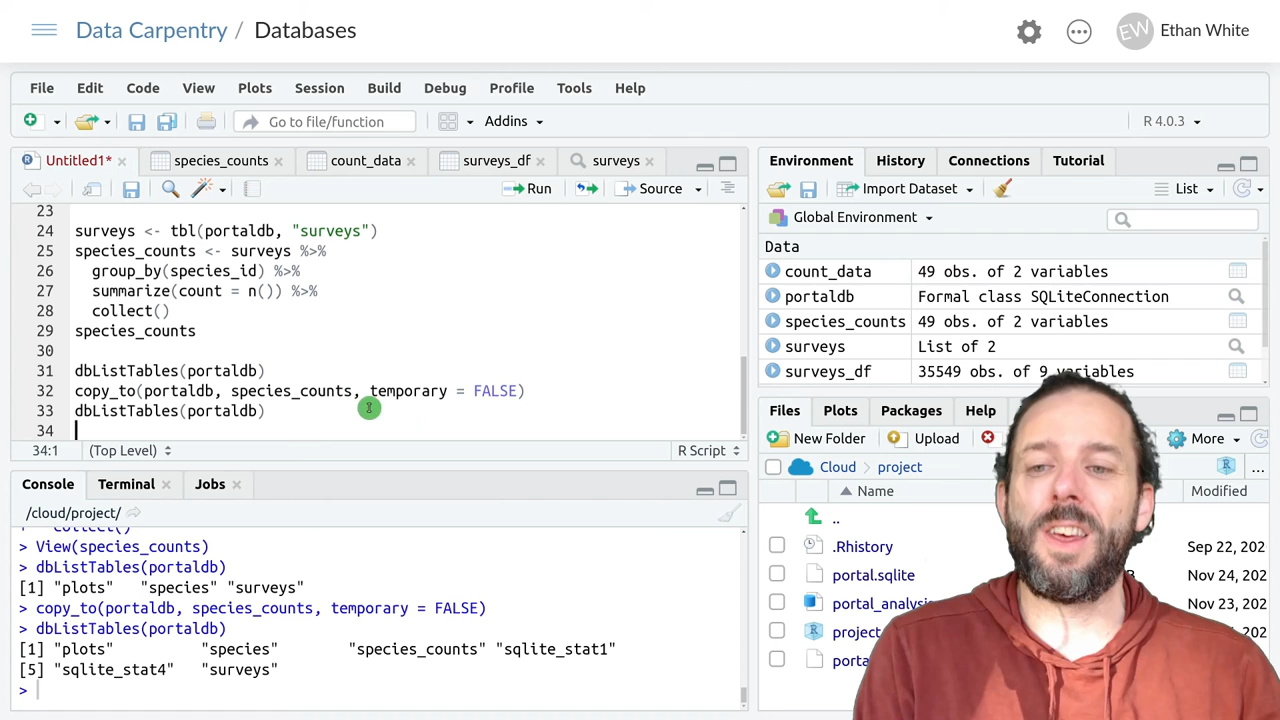 Data Carpentry / Databases
EW Ethan White
File Edit Code View Plots Session Build Debug Profile Tools Help
Go to file/function
Addins
R 4.0.3
Untitled1*
species_counts
count_data
surveys_df
surveys
Run
Source
23
24 surveys <- tbl(portaldb, "surveys")
25 species_counts <- surveys %>%
26 group_by(species_id) %>%
27 summarize(count = n()) %>%
28 collect()
29 species_counts
30
31 dbListTables(portaldb)
32 copy_to(portaldb, species_counts, temporary = FALSE)
33 dbListTables(portaldb)
34
34:1 (Top Level) R Script
Console Terminal Jobs
/cloud/project/
+ collect()
> View(species_counts)
> dbListTables(portaldb)
[1] "plots" "species" "surveys"
> copy_to(portaldb, species_counts, temporary = FALSE)
> dbListTables(portaldb)
[1] "plots" "species" "species_counts" "sqlite_stat1"
[5] "sqlite_stat4" "surveys"
>
Environment History Connections Tutorial
Import Dataset
List
Global Environment
Data
count_data 49 obs. of 2 variables
portaldb Formal class SQLiteConnection
species_counts 49 obs. of 2 variables
surveys List of 2
surveys_df 35549 obs. of 9 variables
Files Plots Packages Help
New Folder Upload More
Cloud project
...
Name Modified
..
.Rhistory Sep 22, 202
portal.sqlite Nov 24, 202
portal_analysis Nov 23, 202
project
porta